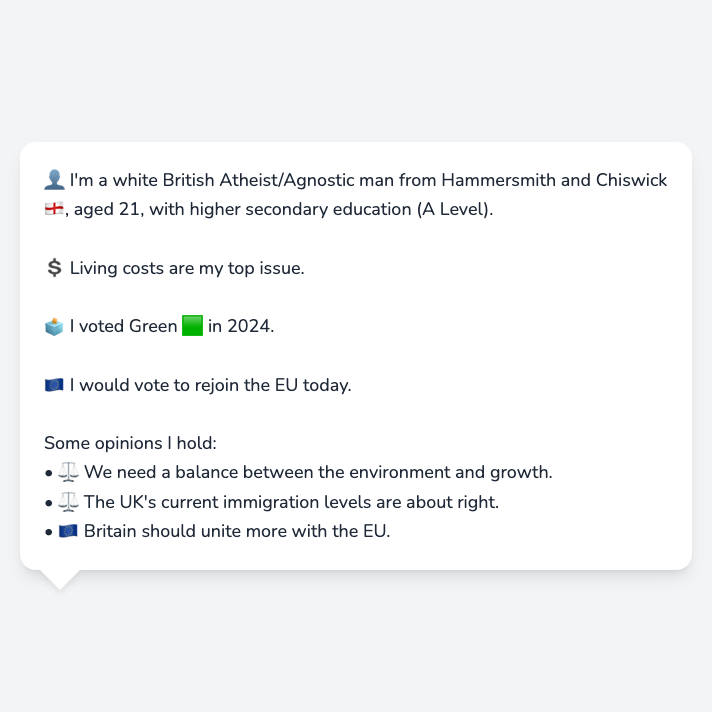 👤 I'm a white British Atheist/Agnostic man from Hammersmith and Chiswick
🏴󠁧󠁢󠁥󠁮󠁧󠁿, aged 21, with higher secondary education (A Level).
💲 Living costs are my top issue.
🗳️ I voted Green 🟩 in 2024.
🇪🇺 I would vote to rejoin the EU today.
Some opinions I hold:
• ⚖️ We need a balance between the environment and growth.
• ⚖️ The UK's current immigration levels are about right.
• 🇪🇺 Britain should unite more with the EU.